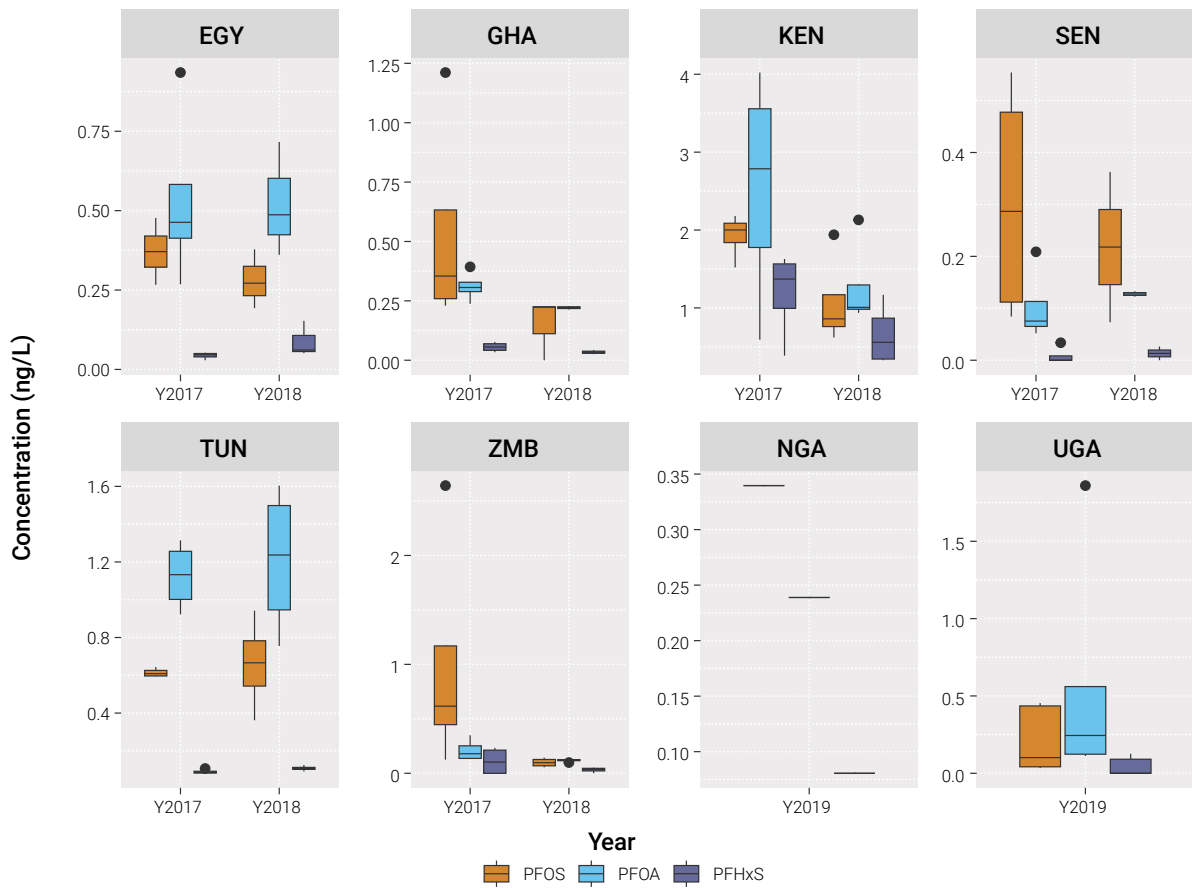 EGY GHA KEN SEN
0.75
0.50
0.25
0.00
Y2017 Y2018
1.25
1.00
0.75
0.50
0.25
0.00
Y2017 Y2018
4
3
2
1
Y2017 Y2018
0.4
0.2
0.0
Y2017 Y2018
TUN ZMB NGA UGA
1.6
1.2
0.8
0.4
Y2017 Y2018
2
1
0
Y2017 Y2018
0.35
0.30
0.25
0.20
0.15
0.10
Y2019
1.5
1.0
0.5
0.0
Y2019
Concentration (ng/L)
Year
PFOS PFOA PFHxS